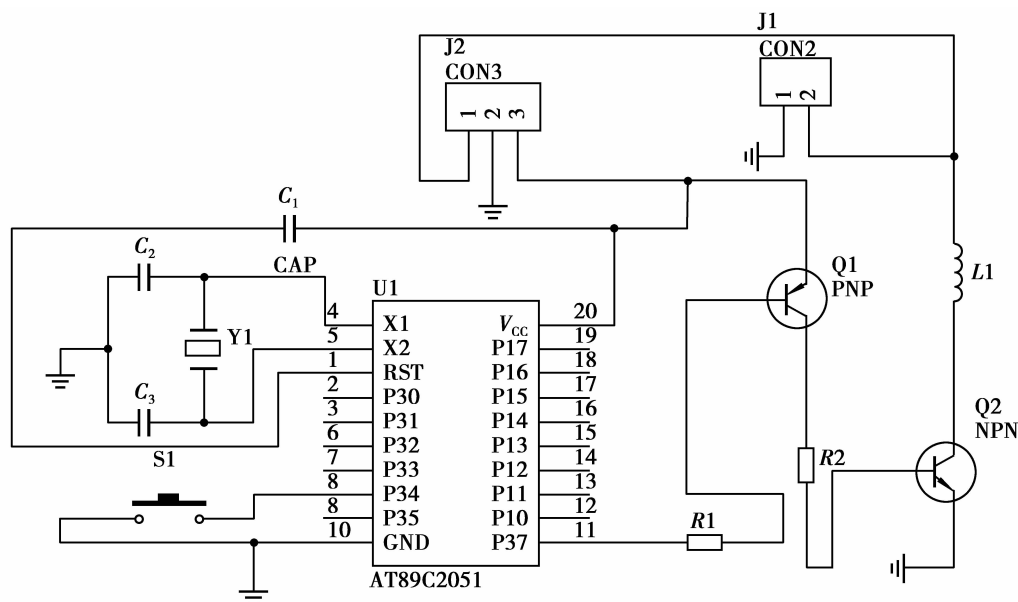 J1
CON2
1 2
J2
CON3
1 2 3
C1
CAP
C2
Y1
C3
S1
U1
4 X1
5 X2
1 RST
2 P30
3 P31
6 P32
7 P33
8 P34
8 P35
10 GND
VCC 20
P17 19
P16 18
P15 17
P14 16
P13 15
P12 14
P11 13
P10 12
P37 11
AT89C2051
R1
Q1
PNP
R2
L1
Q2
NPN